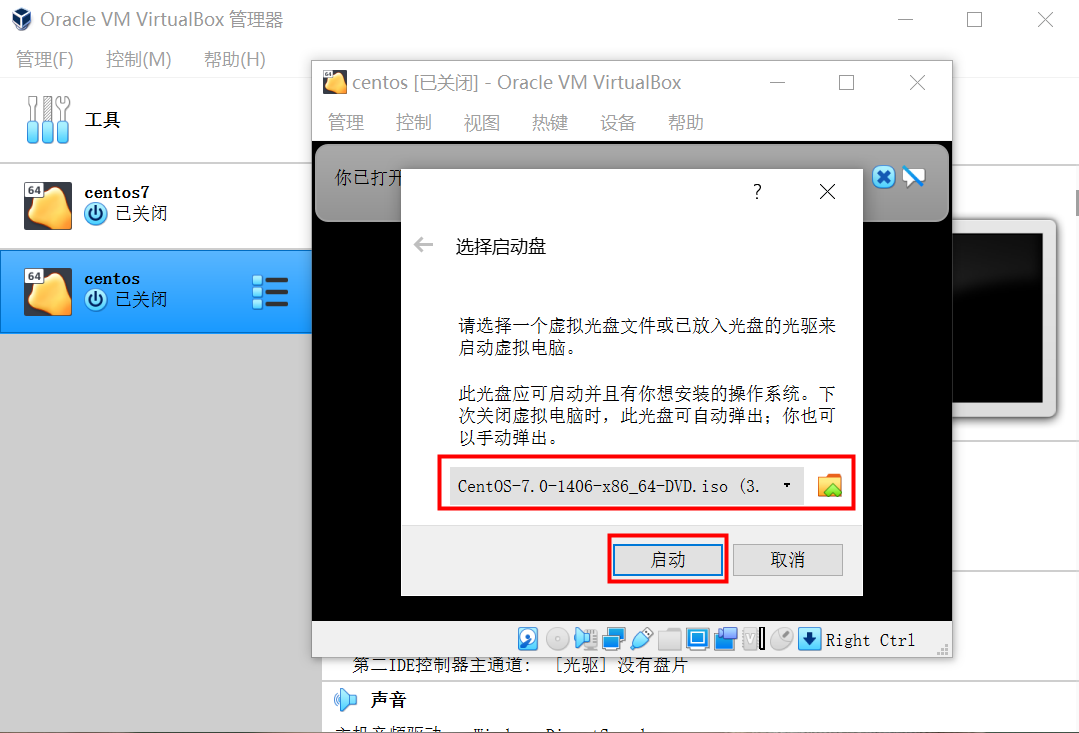 Oracle VM VirtualBox 管理器
管理(F)
控制(M)
帮助(H)
工具
64
centos7
已关闭
64
centos
已关闭
64
centos [已关闭] - Oracle VM VirtualBox
管理
控制
视图
热键
设备
帮助
你已打开
?
选择启动盘
请选择一个虚拟光盘文件或已放入光盘的光驱来
启动虚拟电脑。
此光盘应可启动并且有你想安装的操作系统。下
次关闭虚拟电脑时，此光盘可自动弹出；你也可
以手动弹出。
CentOS-7.0-1406-x86_64-DVD.iso (3.
启动
取消
Right Ctrl
第二IDE控制器主通道： [光驱] 没有盘片
声音